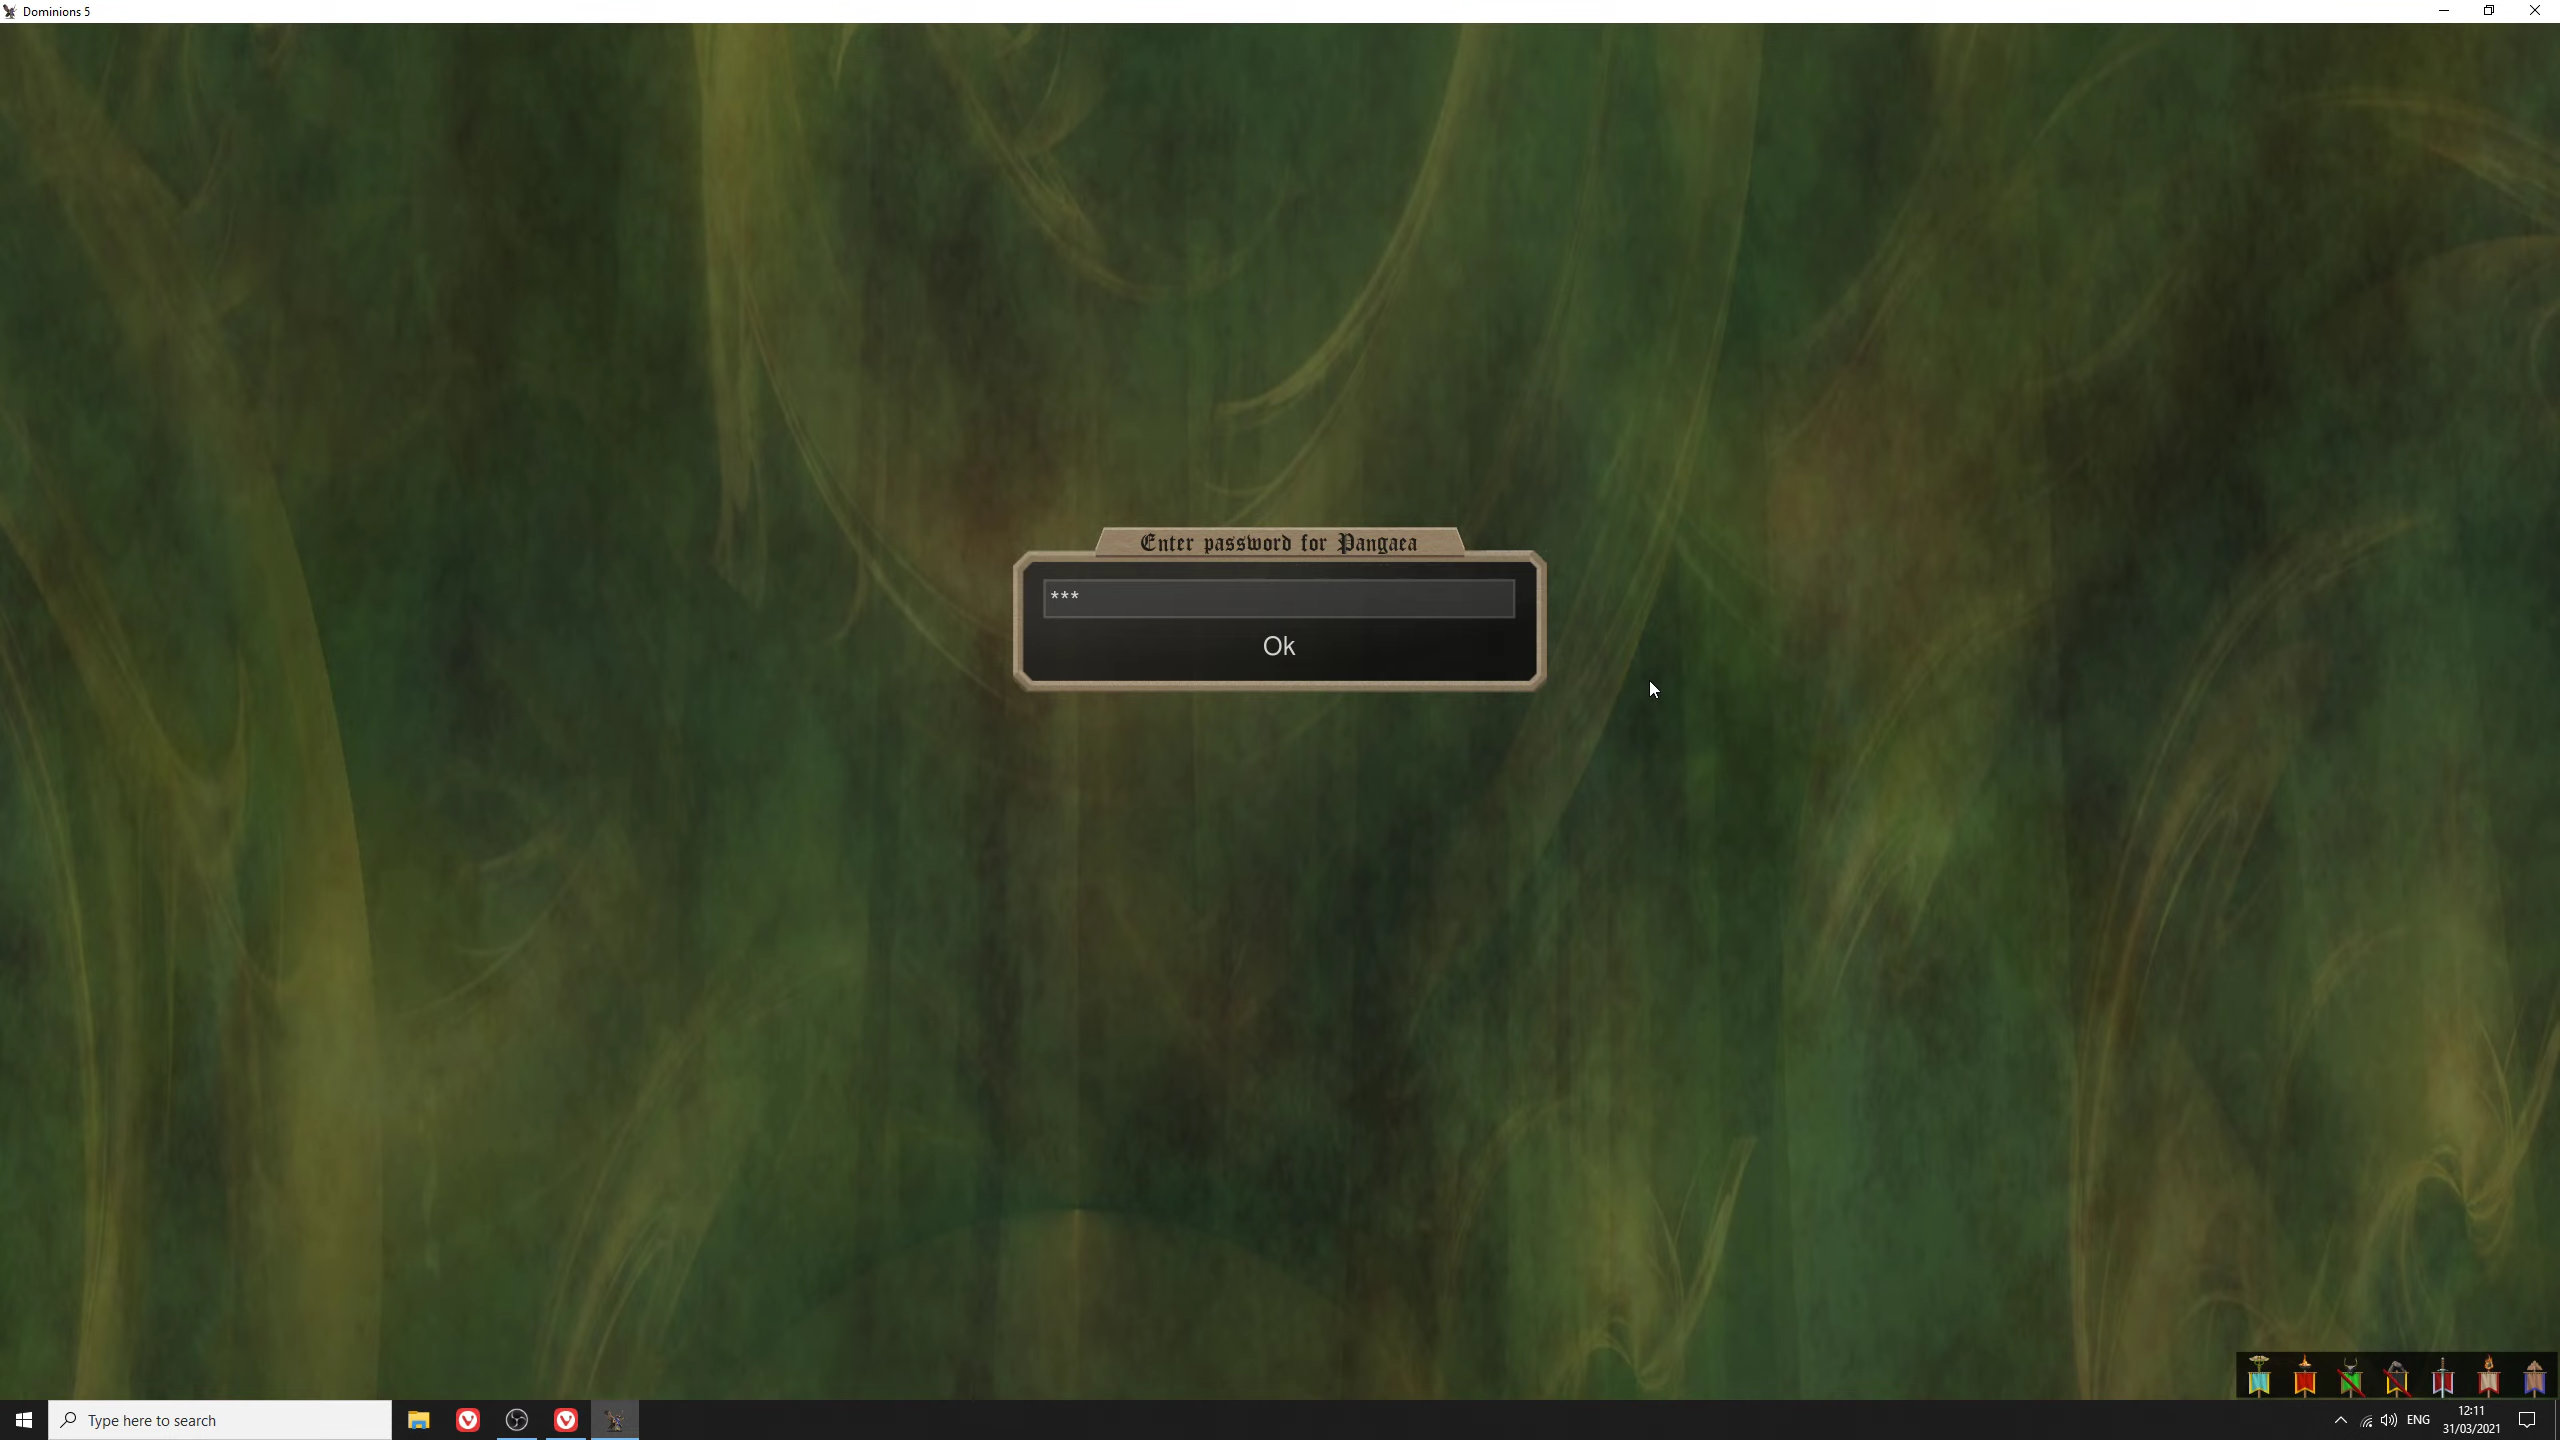 Dominions 5
Enter password for Pangaea
***
Ok
Type here to search
ENG
12:11
31/03/2021